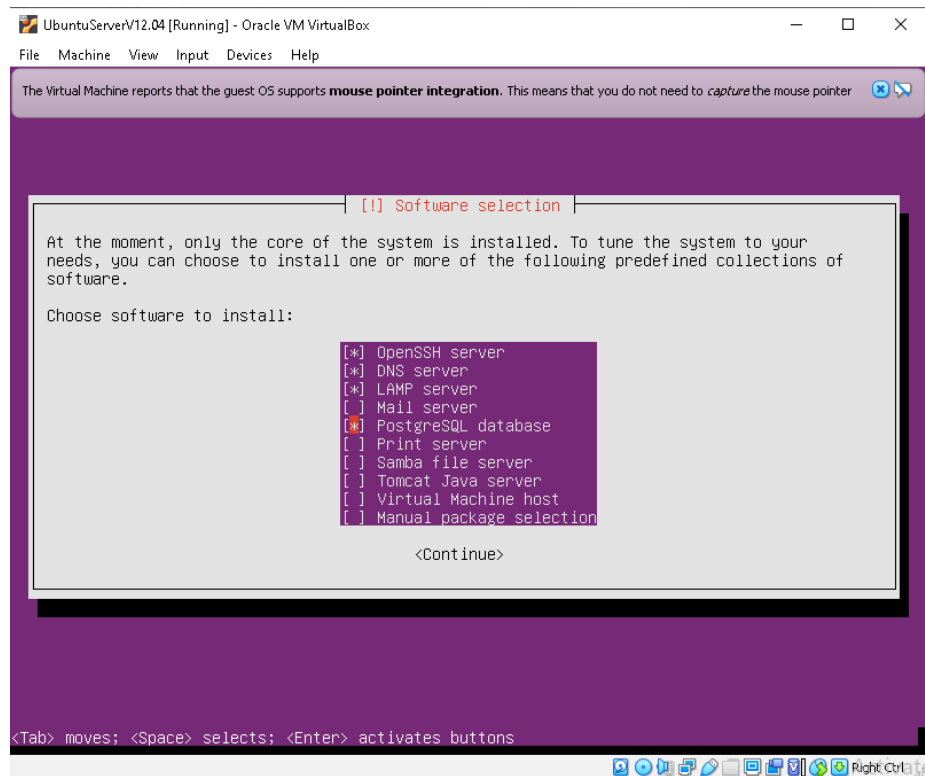 UbuntuServerV12.04 [Running] - Oracle VM VirtualBox
File Machine View Input Devices Help
The Virtual Machine reports that the guest OS supports mouse pointer integration. This means that you do not need to capture the mouse pointer
[!] Software selection
At the moment, only the core of the system is installed. To tune the system to your
needs, you can choose to install one or more of the following predefined collections of
software.
Choose software to install:
[*] OpenSSH server
[*] DNS server
[*] LAMP server
[ ] Mail server
[*] PostgreSQL database
[ ] Print server
[ ] Samba file server
[ ] Tomcat Java server
[ ] Virtual Machine host
[ ] Manual package selection
<Continue>
<Tab> moves; <Space> selects; <Enter> activates buttons
Right Ctrl